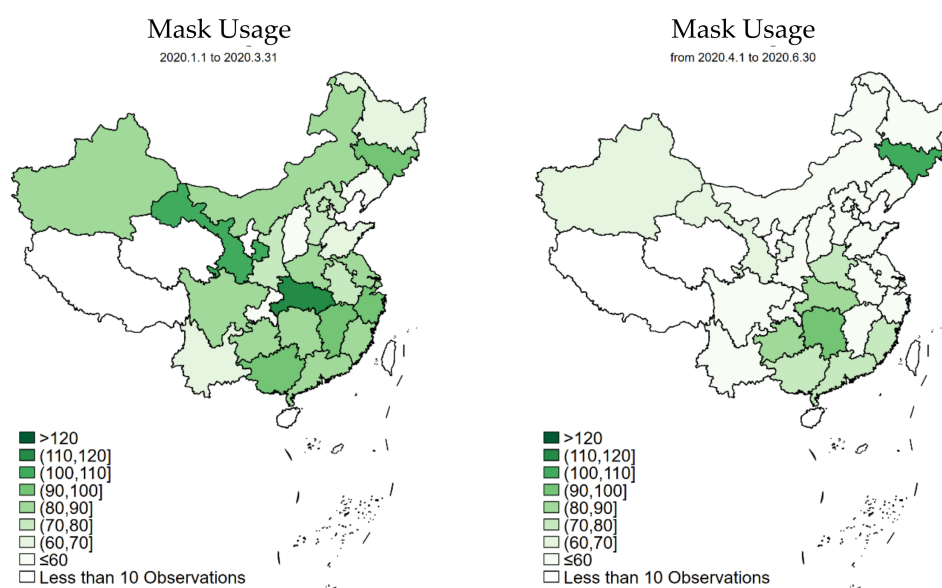 Mask Usage
2020.1.1 to 2020.3.31
>120
(110,120]
(100,110]
(90,100]
(80,90]
(70,80]
(60,70]
≤60
Less than 10 Observations
Mask Usage
from 2020.4.1 to 2020.6.30
>120
(110,120]
(100,110]
(90,100]
(80,90]
(70,80]
(60,70]
≤60
Less than 10 Observations